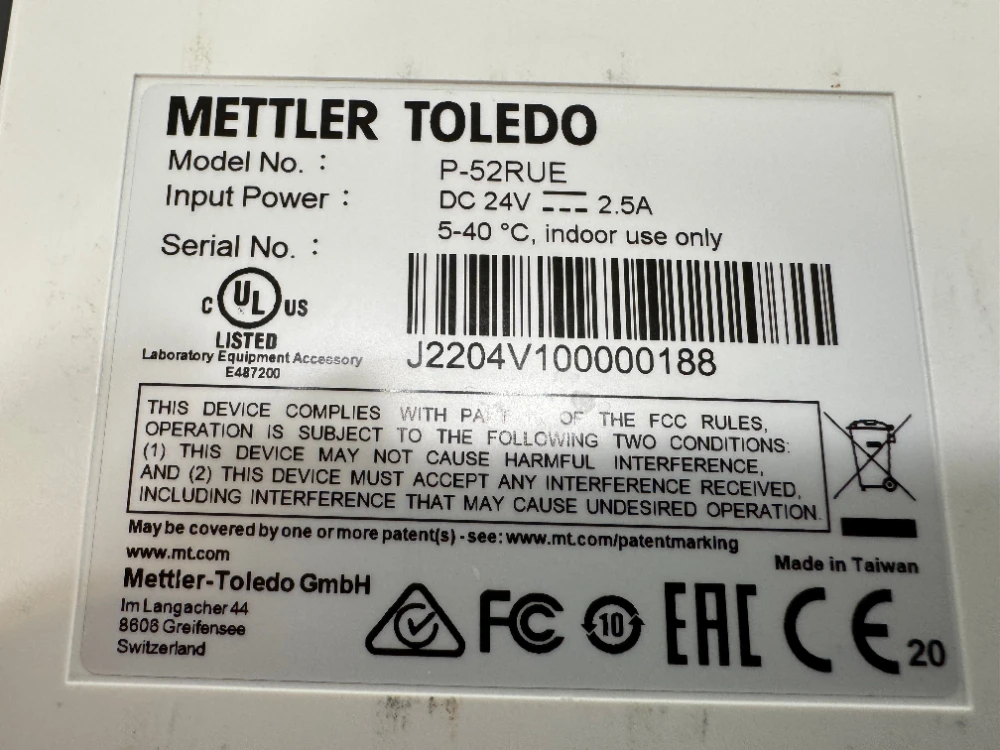 METTLER TOLEDO
Model No. : P-52RUE
Input Power : DC 24V 2.5A
5-40 °C, indoor use only
Serial No. :
C UL US
LISTED
Laboratory Equipment Accessory
E487200
J2204V100000188
THIS DEVICE COMPLIES WITH OF THE FCC RULES,
OPERATION IS SUBJECT TO THE FOLLOWING TWO CONDITIONS:
(1) THIS DEVICE MAY NOT CAUSE HARMFUL INTERFERENCE,
AND (2) THIS DEVICE MUST ACCEPT ANY INTERFERENCE RECEIVED,
INCLUDING INTERFERENCE THAT MAY CAUSE UNDESIRED OPERATION.
May be covered by one or more patent(s) - see: www.mt.com/patentmarking
www.mt.com
Made in Taiwan
Mettler-Toledo GmbH
Im Langacher 44
8606 Greifensee
Switzerland
FC 10 EAC CE 20